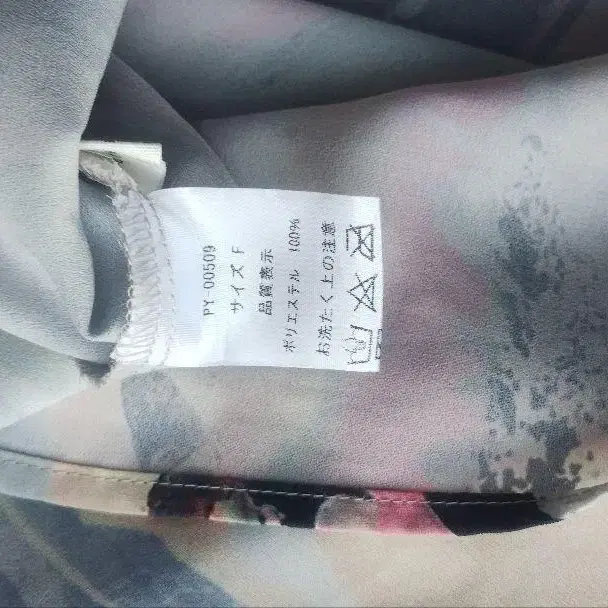 PY-00509
サイズ F
品質表示
ポリエステル 100%
お洗たく上の注意